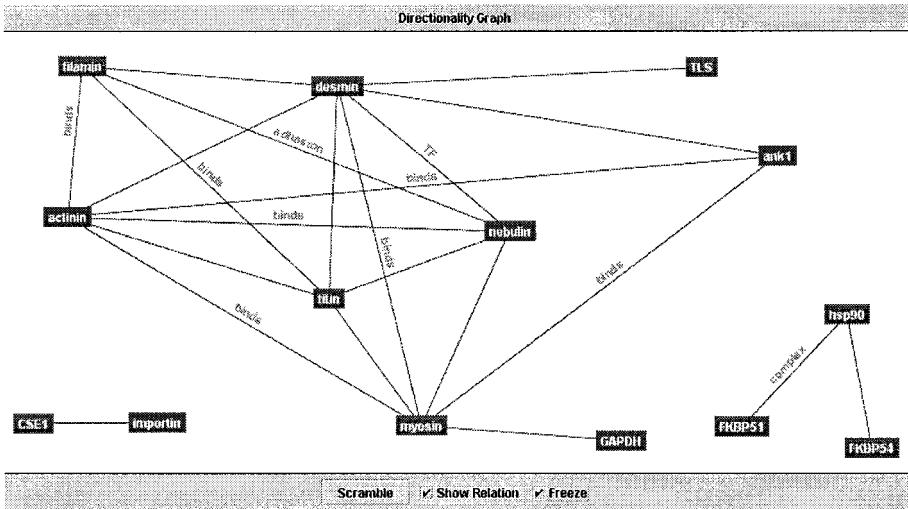 Directionality Graph
filamin
desmin
TLS
binds
adhesion
TF
ank1
binds
binds
actinin
binds
nebulin
binds
binds
titin
binds
hsp90
complex
CSE1
importin
myosin
GAPDH
FKBP51
FKBP54
Scramble
Show Relation
Freeze